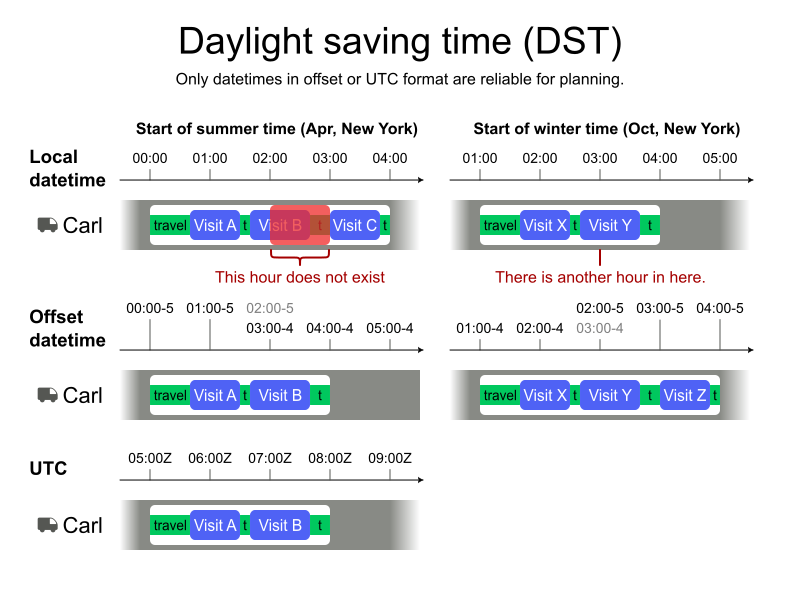 Daylight saving time (DST)
Only datetimes in offset or UTC format are reliable for planning.
Start of summer time (Apr, New York)
Start of winter time (Oct, New York)
Local
datetime
00:00 01:00 02:00 03:00 04:00
01:00 02:00 03:00 04:00 05:00
Carl
travel Visit A t Visit B t Visit C t
travel Visit X t Visit Y t
This hour does not exist
There is another hour in here.
Offset
datetime
00:00-5 01:00-5 02:00-5
03:00-4 04:00-4 05:00-4
02:00-5 03:00-5 04:00-5
01:00-4 02:00-4 03:00-4
Carl
travel Visit A t Visit B t
travel Visit X t Visit Y t Visit Z t
UTC
05:00Z 06:00Z 07:00Z 08:00Z 09:00Z
Carl
travel Visit A t Visit B t